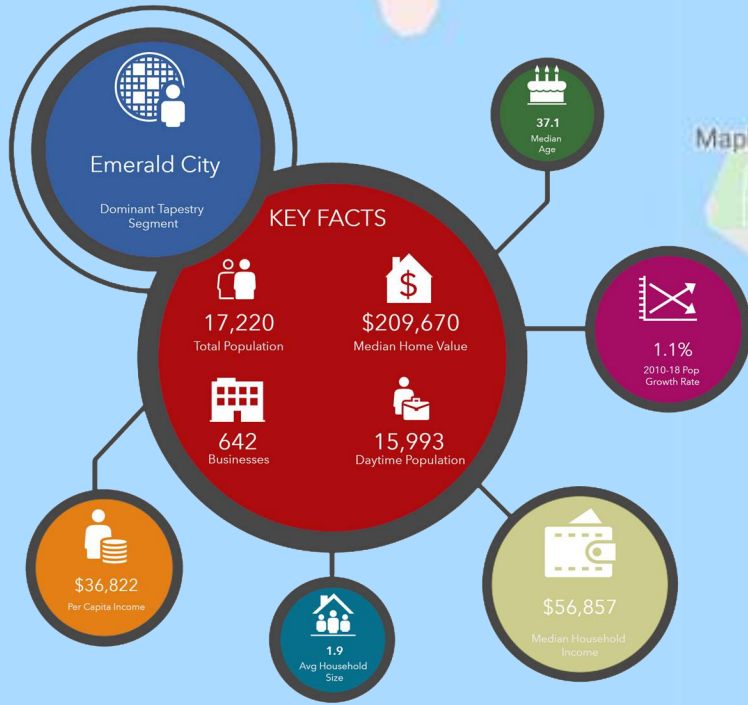 Emerald City
Dominant Tapestry
Segment
KEY FACTS
17,220
Total Population
$
$209,670
Median Home Value
642
Businesses
15,993
Daytime Population
37.1
Median
Age
1.1%
2010-18 Pop
Growth Rate
$56,857
Median Household
Income
1.9
Avg Household
Size
$36,822
Per Capita Income